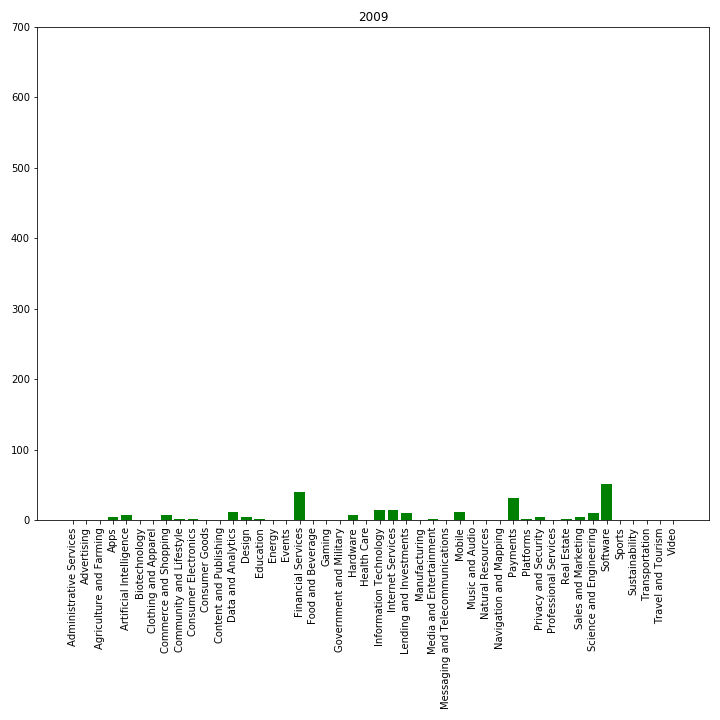 2009
700
600
500
400
300
200
100
0
Administrative Services
Advertising
Agriculture and Farming
Apps
Artificial Intelligence
Biotechnology
Clothing and Apparel
Commerce and Shopping
Community and Lifestyle
Consumer Electronics
Consumer Goods
Content and Publishing
Data and Analytics
Design
Education
Energy
Events
Financial Services
Food and Beverage
Gaming
Government and Military
Hardware
Health Care
Information Technology
Internet Services
Lending and Investments
Manufacturing
Media and Entertainment
Messaging and Telecommunications
Mobile
Music and Audio
Natural Resources
Navigation and Mapping
Payments
Platforms
Privacy and Security
Professional Services
Real Estate
Sales and Marketing
Science and Engineering
Software
Sports
Sustainability
Transportation
Travel and Tourism
Video